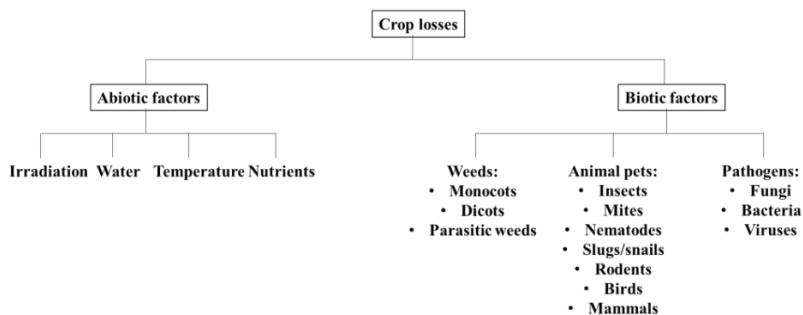 Crop losses
Abiotic factors
Biotic factors
Irradiation Water Temperature Nutrients
Weeds:
• Monocots
• Dicots
• Parasitic weeds
Animal pets:
• Insects
• Mites
• Nematodes
• Slugs/snails
• Rodents
• Birds
• Mammals
Pathogens:
• Fungi
• Bacteria
• Viruses